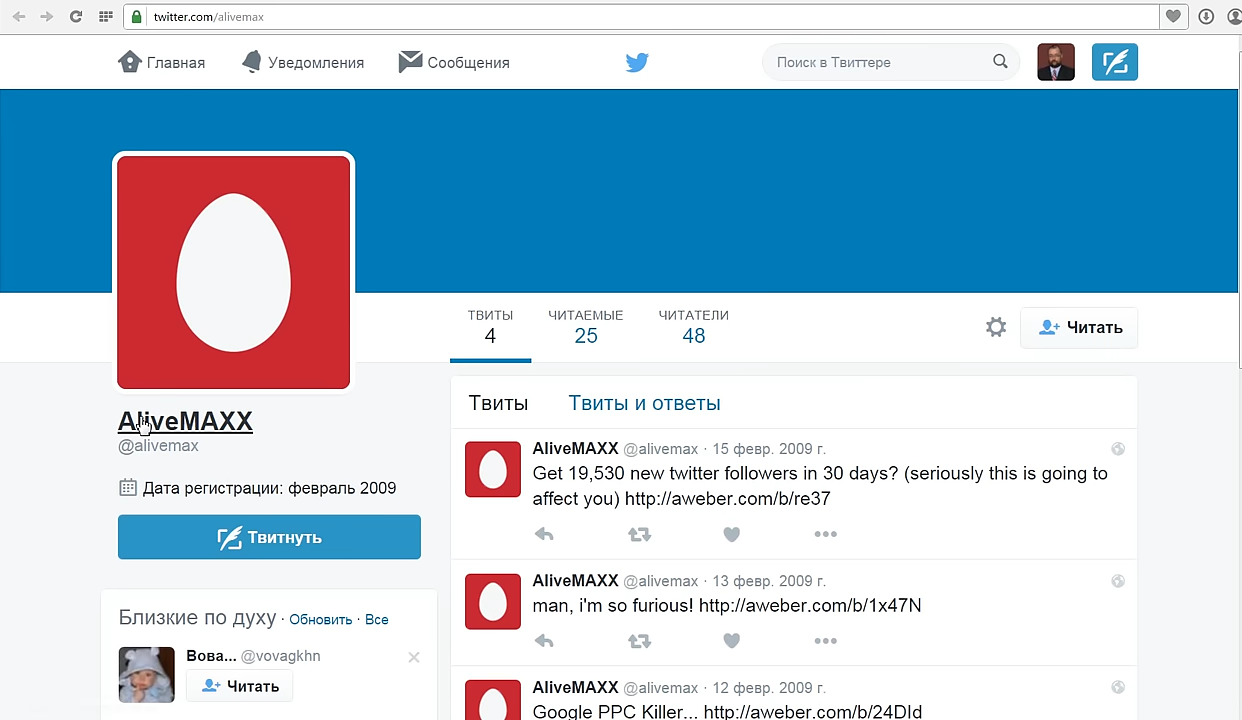 twitter.com/alivemax
Главная
Уведомления
Сообщения
Поиск в Твиттере
ТВИТЫ
4
ЧИТАЕМЫЕ
25
ЧИТАТЕЛИ
48
Читать
AliveMAXX
@alivemax
Дата регистрации: февраль 2009
Твитнуть
Близкие по духу · Обновить · Все
Вова... @vovagkhn
Читать
Твиты
Твиты и ответы
AliveMAXX @alivemax · 15 февр. 2009 г.
Get 19,530 new twitter followers in 30 days? (seriously this is going to
affect you) http://aweber.com/b/re37
AliveMAXX @alivemax · 13 февр. 2009 г.
man, i'm so furious! http://aweber.com/b/1x47N
AliveMAXX @alivemax · 12 февр. 2009 г.
Google PPC Killer... http://aweber.com/b/24DId